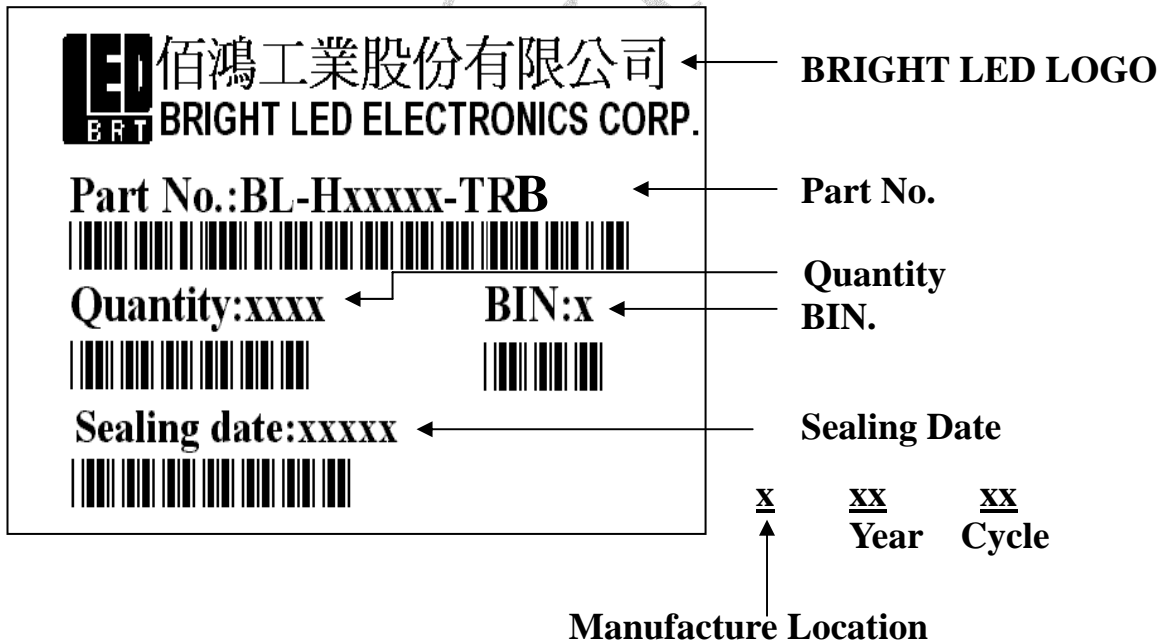 佰鴻工業股份有限公司
BRIGHT LED ELECTRONICS CORP.
LED
BRT
BRIGHT LED LOGO
Part No.:BL-Hxxxxx-TRB
Part No.
Quantity:xxxx
BIN:x
Quantity
BIN.
Sealing date:xxxxx
Sealing Date
x xx xx
Year Cycle
Manufacture Location